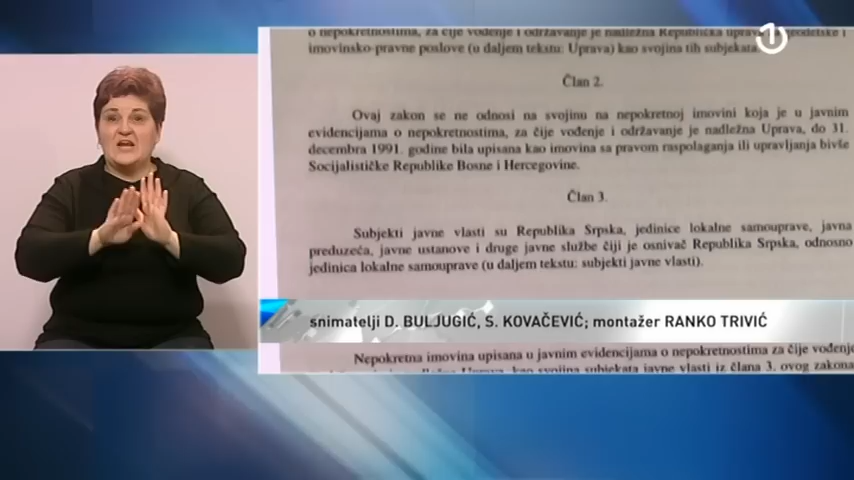 o nepokretnostima, za čije vođenje i održavanje je nadležna Republička uprava
imovinsko-pravne poslove (u daljem tekstu: Uprava) kao svojina tih subjekata.
1
Član 2.
Ovaj zakon se ne odnosi na svojinu na nepokretnoj imovini koja je u javnim
evidencijama o nepokretnostima, za čije vođenje i održavanje je nadležna Uprava, do 31.
decembra 1991. godine bila upisana kao imovina sa pravom raspolaganja ili upravljanja bivše
Socijalističke Republike Bosne i Hercegovine.
Član 3.
Subjekti javne vlasti su Republika Srpska, jedinice lokalne samouprave, javna
preduzeća, javne ustanove i druge javne službe čiji je osnivač Republika Srpska, odnosno
jedinica lokalne samouprave (u daljem tekstu: subjekti javne vlasti).
snimatelji D. BULJUGIĆ, S. KOVAČEVIĆ; montažer RANKO TRIVIĆ
Nepokretna imovina upisana u javnim evidencijama o nepokretnostima za čije vođenje
Uprava, kao svojina subjekata javne vlasti iz člana 3. ovog zakona